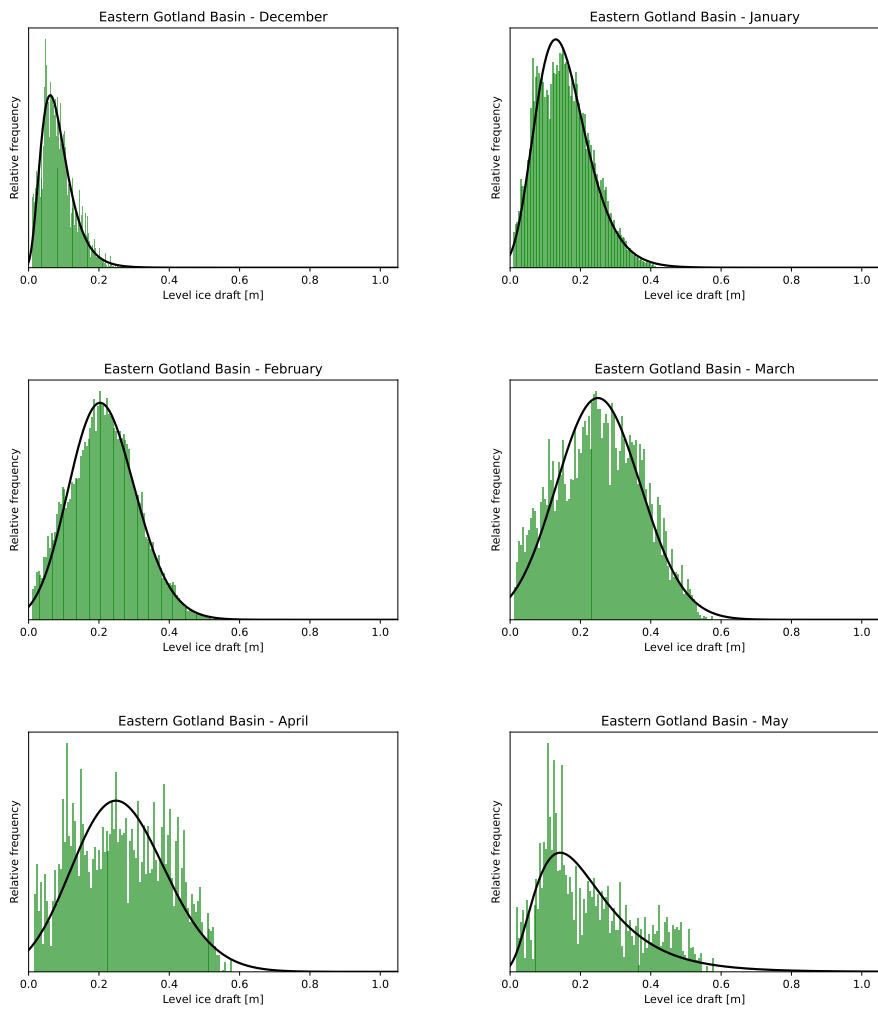 Eastern Gotland Basin - December
Relative frequency
0.0 0.2 0.4 0.6 0.8 1.0
Level ice draft [m]
Eastern Gotland Basin - January
Relative frequency
0.0 0.2 0.4 0.6 0.8 1.0
Level ice draft [m]
Eastern Gotland Basin - February
Relative frequency
0.0 0.2 0.4 0.6 0.8 1.0
Level ice draft [m]
Eastern Gotland Basin - March
Relative frequency
0.0 0.2 0.4 0.6 0.8 1.0
Level ice draft [m]
Eastern Gotland Basin - April
Relative frequency
0.0 0.2 0.4 0.6 0.8 1.0
Level ice draft [m]
Eastern Gotland Basin - May
Relative frequency
0.0 0.2 0.4 0.6 0.8 1.0
Level ice draft [m]